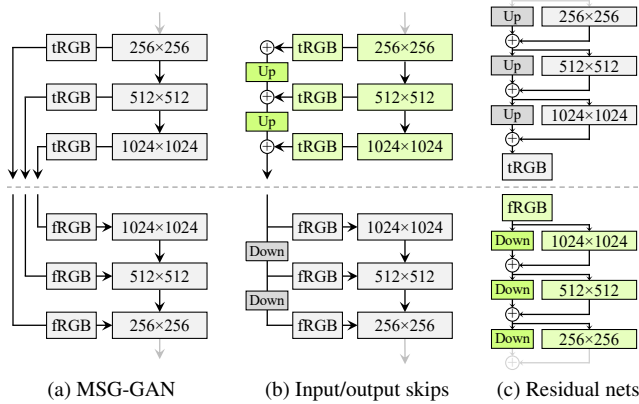 tRGB 256×256
tRGB 512×512
tRGB 1024×1024
fRGB 1024×1024
fRGB 512×512
fRGB 256×256
(a) MSG-GAN
tRGB 256×256
Up
tRGB 512×512
Up
tRGB 1024×1024
fRGB 1024×1024
Down
fRGB 512×512
Down
fRGB 256×256
(b) Input/output skips
Up 256×256
Up 512×512
Up 1024×1024
tRGB
fRGB
Down 1024×1024
Down 512×512
Down 256×256
(c) Residual nets